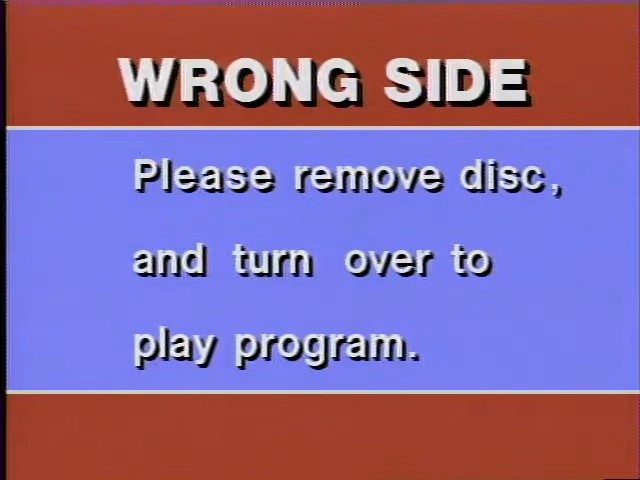 WRONG SIDE
Please remove disc,
and turn over to
play program.